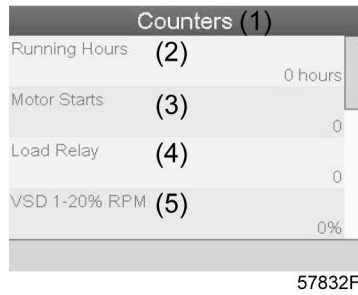 Counters (1)
Running Hours (2)
0 hours
Motor Starts (3)
0
Load Relay (4)
0
VSD 1-20% RPM (5)
0%
57832F